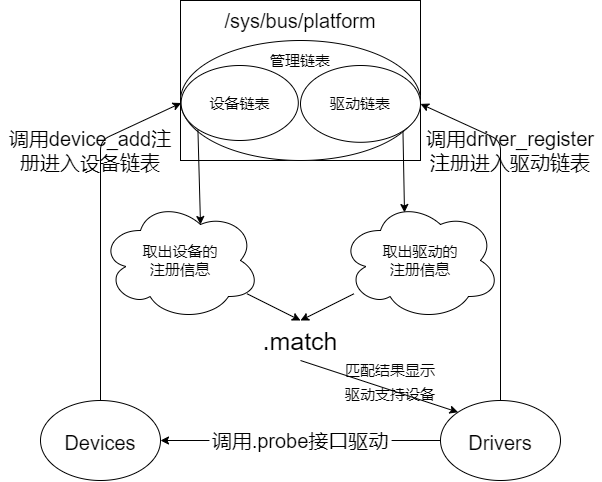 /sys/bus/platform
管理链表
设备链表
驱动链表
调用device_add注
册进入设备链表
调用driver_register
注册进入驱动链表
取出设备的
注册信息
取出驱动的
注册信息
.match
匹配结果显示
驱动支持设备
Devices
调用.probe接口驱动
Drivers